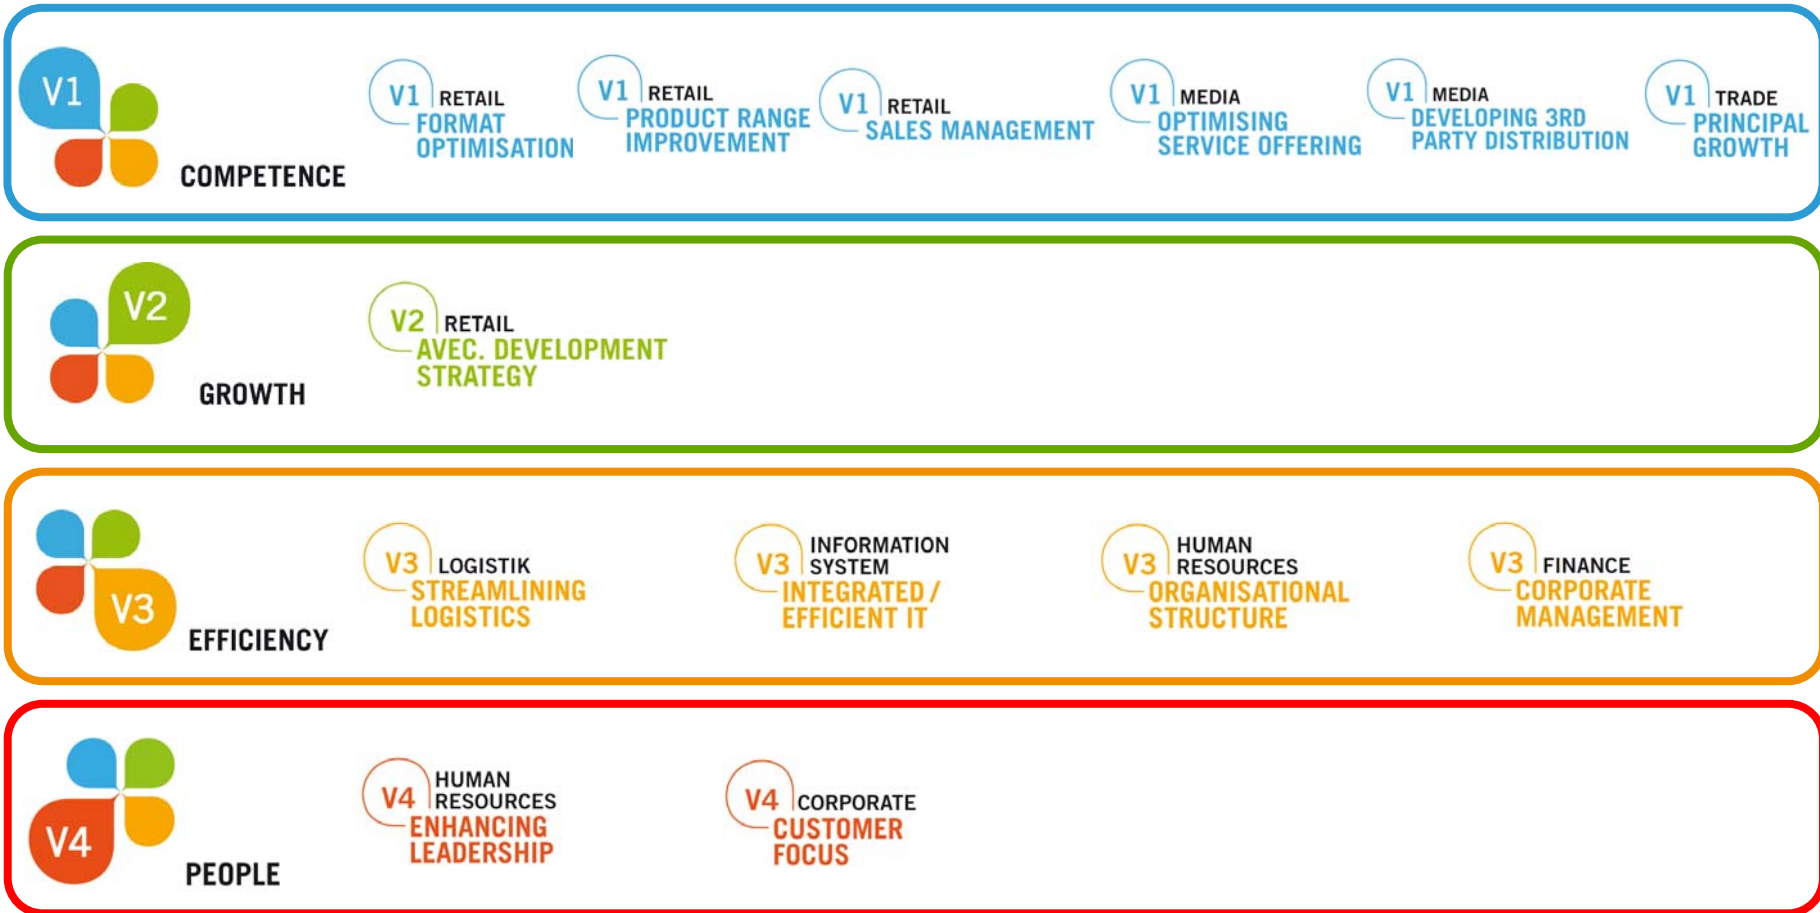 V1
COMPETENCE
V1 RETAIL
FORMAT
OPTIMISATION
V1 RETAIL
PRODUCT RANGE
IMPROVEMENT
V1 RETAIL
SALES MANAGEMENT
V1 MEDIA
OPTIMISING
SERVICE OFFERING
V1 MEDIA
DEVELOPING 3RD
PARTY DISTRIBUTION
V1 TRADE
PRINCIPAL
GROWTH
V2
GROWTH
V2 RETAIL
AVEC. DEVELOPMENT
STRATEGY
V3
EFFICIENCY
V3 LOGISTIK
STREAMLINING
LOGISTICS
INFORMATION
V3 SYSTEM
INTEGRATED /
EFFICIENT IT
HUMAN
V3 RESOURCES
ORGANISATIONAL
STRUCTURE
V3 FINANCE
CORPORATE
MANAGEMENT
V4
PEOPLE
HUMAN
V4 RESOURCES
ENHANCING
LEADERSHIP
V4 CORPORATE
CUSTOMER
FOCUS